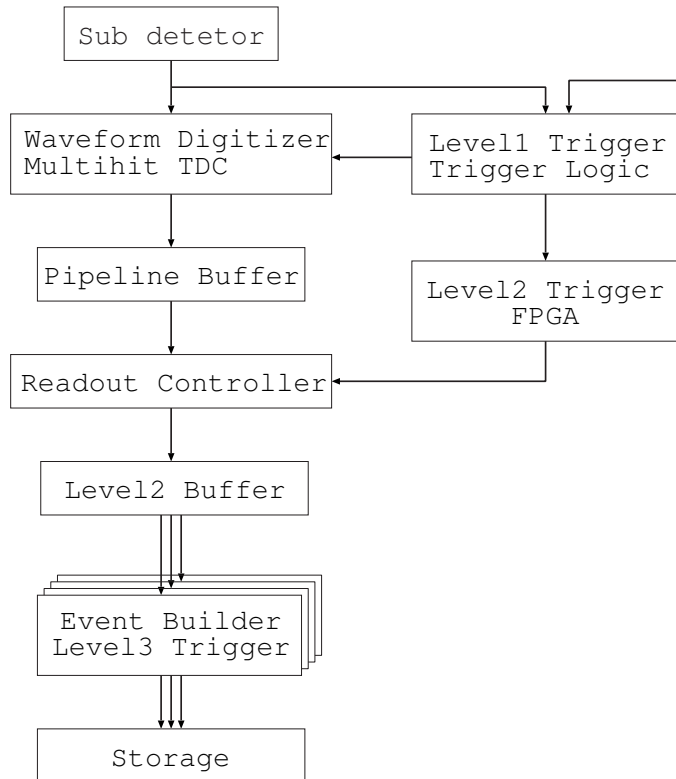 Sub detetor
Waveform Digitizer
Multihit TDC
Level1 Trigger
Trigger Logic
Pipeline Buffer
Level2 Trigger
FPGA
Readout Controller
Level2 Buffer
Event Builder
Level3 Trigger
Storage